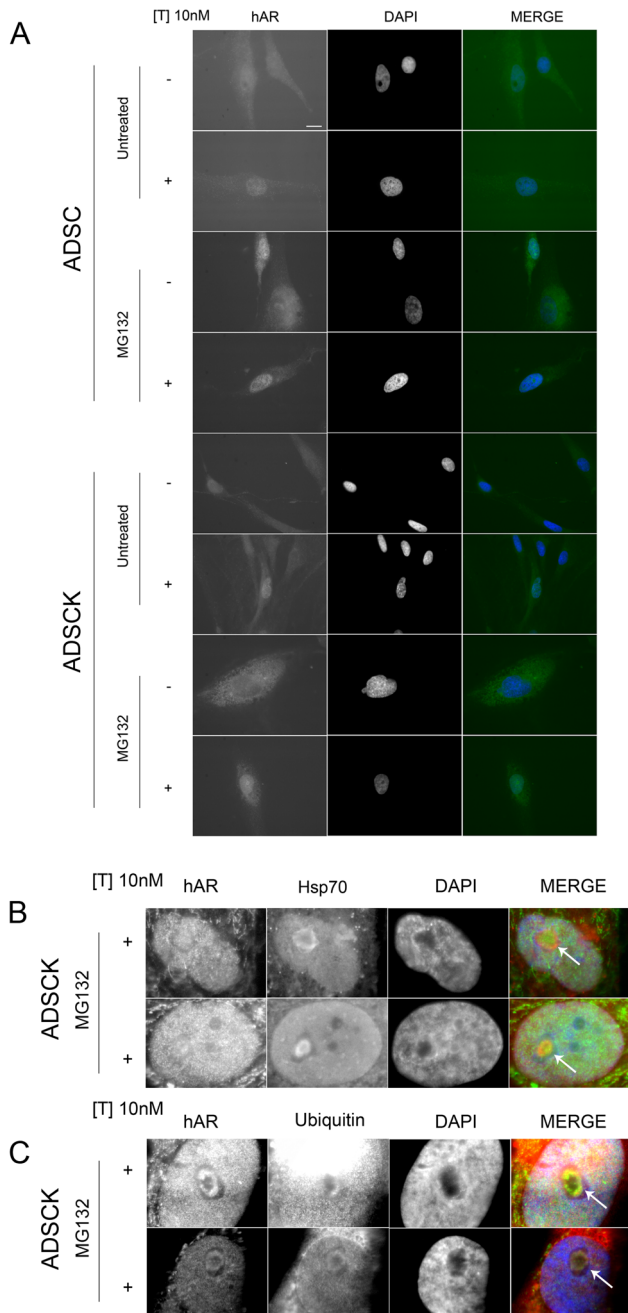 [T] 10nM hAR DAPI MERGE
A
ADSC
Untreated
-
+
MG132
-
+
ADSCK
Untreated
-
+
MG132
-
+
[T] 10nM hAR Hsp70 DAPI MERGE
B
ADSCK
MG132
+
+
[T] 10nM hAR Ubiquitin DAPI MERGE
C
ADSCK
MG132
+
+